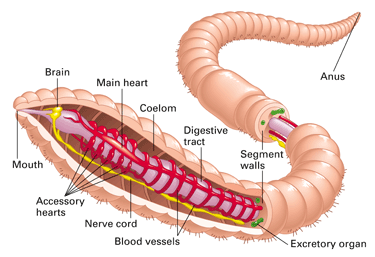 Brain
Main heart
Coelom
Anus
Digestive
tract
Mouth
Segment
walls
Accessory
hearts
Nerve cord
Blood vessels
Excretory organ